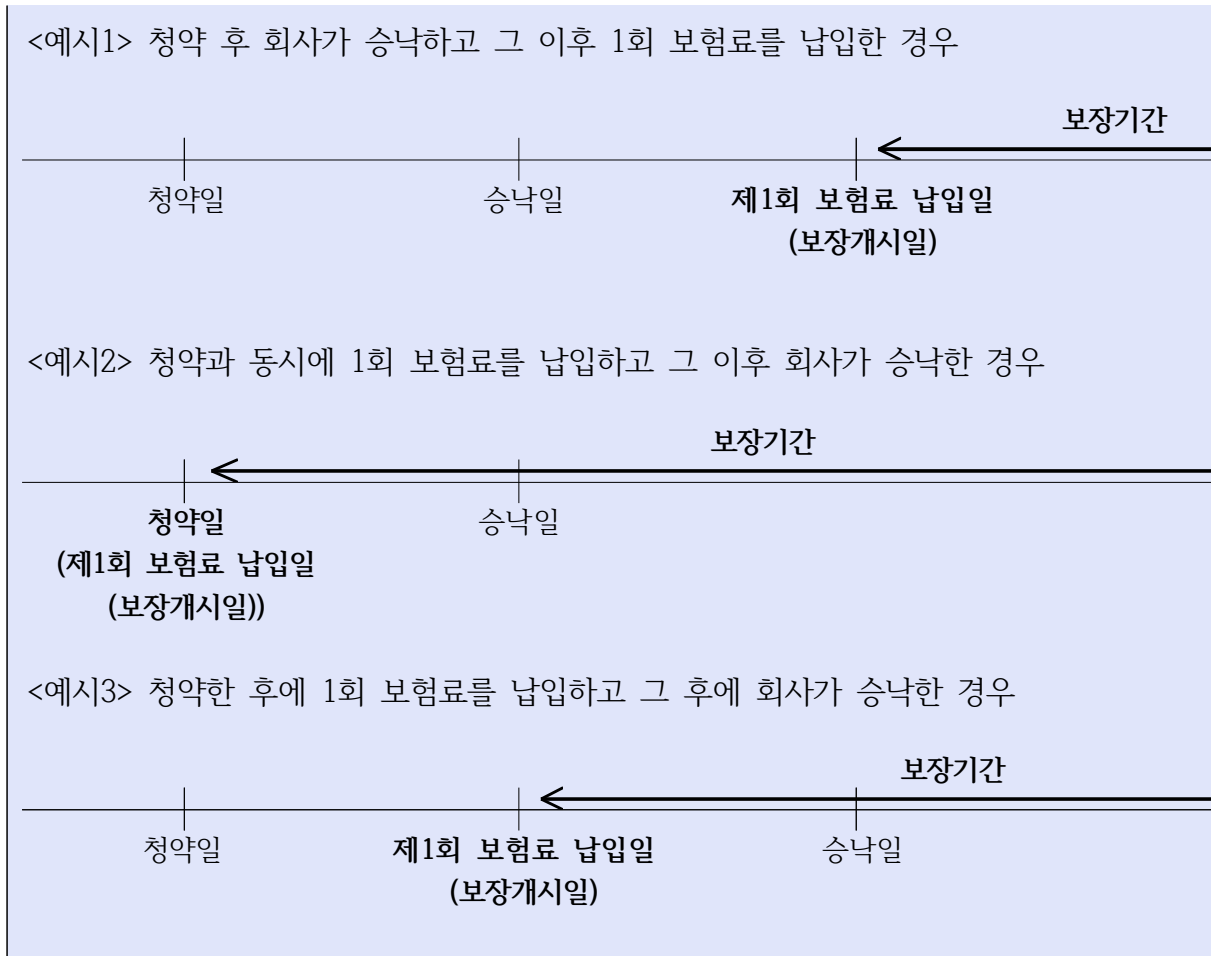 <예시1> 청약 후 회사가 승낙하고 그 이후 1회 보험료를 납입한 경우
보장기간
청약일 승낙일 제1회 보험료 납입일
(보장개시일)
<예시2> 청약과 동시에 1회 보험료를 납입하고 그 이후 회사가 승낙한 경우
보장기간
청약일 승낙일
(제1회 보험료 납입일
(보장개시일))
<예시3> 청약한 후에 1회 보험료를 납입하고 그 후에 회사가 승낙한 경우
보장기간
청약일 제1회 보험료 납입일 승낙일
(보장개시일)